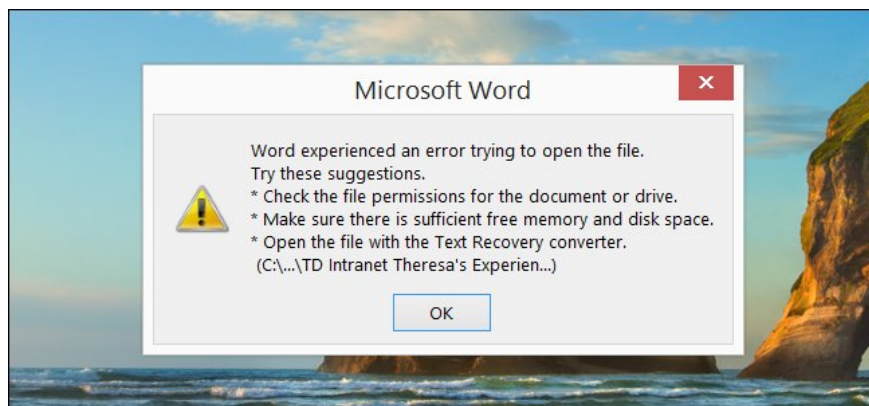 Microsoft Word
Word experienced an error trying to open the file.
Try these suggestions.
* Check the file permissions for the document or drive.
* Make sure there is sufficient free memory and disk space.
* Open the file with the Text Recovery converter.
(C:\...\TD Intranet Theresa's Experien...)
OK